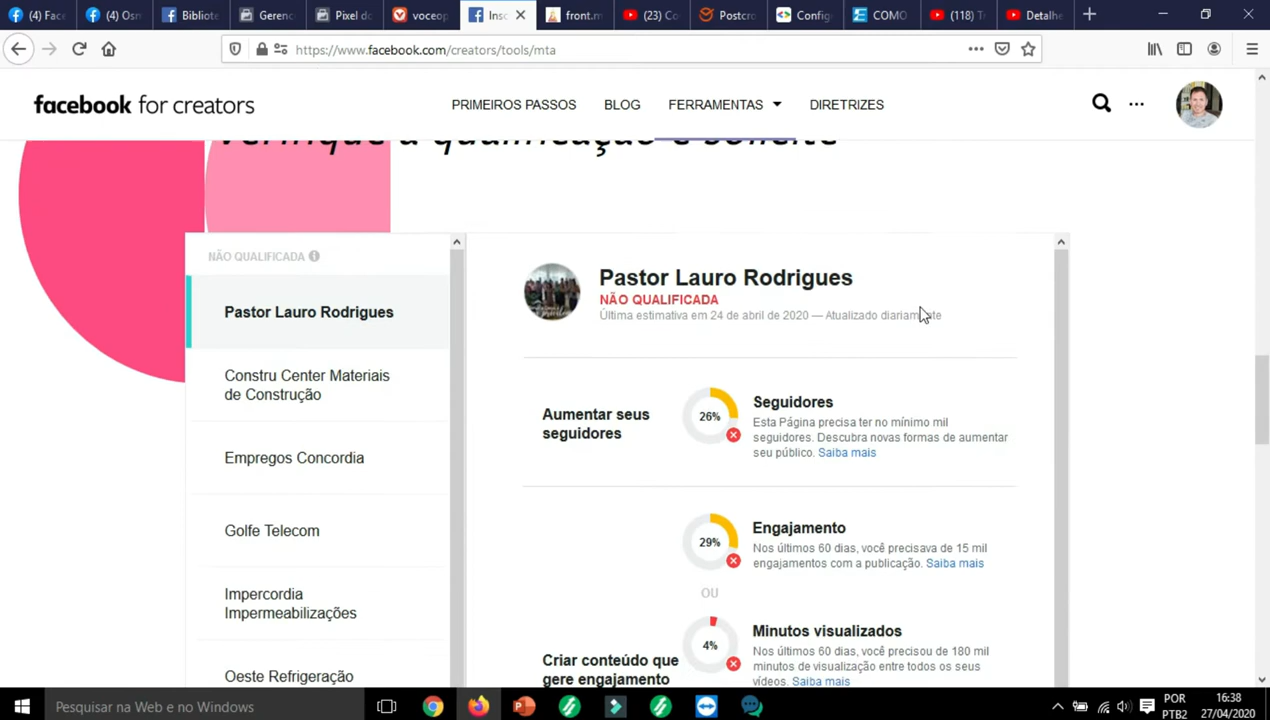 (4) Face
(4) Osm
Bibliote
Gerenc
Pixel do
voceop
Insc
front.m
(23) Co
Postcro
Config
COMO
(118) T
Detalhe
https://www.facebook.com/creators/tools/mta
facebook for creators
PRIMEIROS PASSOS
BLOG
FERRAMENTAS
DIRETRIZES
Verifique a qualificação e solicite
NÃO QUALIFICADA
Pastor Lauro Rodrigues
Constru Center Materiais
de Construção
Empregos Concordia
Golfe Telecom
Impercordia
Impermeabilizações
Oeste Refrigeração
Pastor Lauro Rodrigues
NÃO QUALIFICADA
Última estimativa em 24 de abril de 2020 — Atualizado diariamente
Aumentar seus
seguidores
26%
Seguidores
Esta Página precisa ter no mínimo mil
seguidores. Descubra novas formas de aumentar
seu público. Saiba mais
29%
Engajamento
Nos últimos 60 dias, você precisava de 15 mil
engajamentos com a publicação. Saiba mais
OU
Criar conteúdo que
gere engajamento
4%
Minutos visualizados
Nos últimos 60 dias, você precisou de 180 mil
minutos de visualização entre todos os seus
vídeos. Saiba mais
Pesquisar na Web e no Windows
POR
PTB2
16:38
27/04/2020